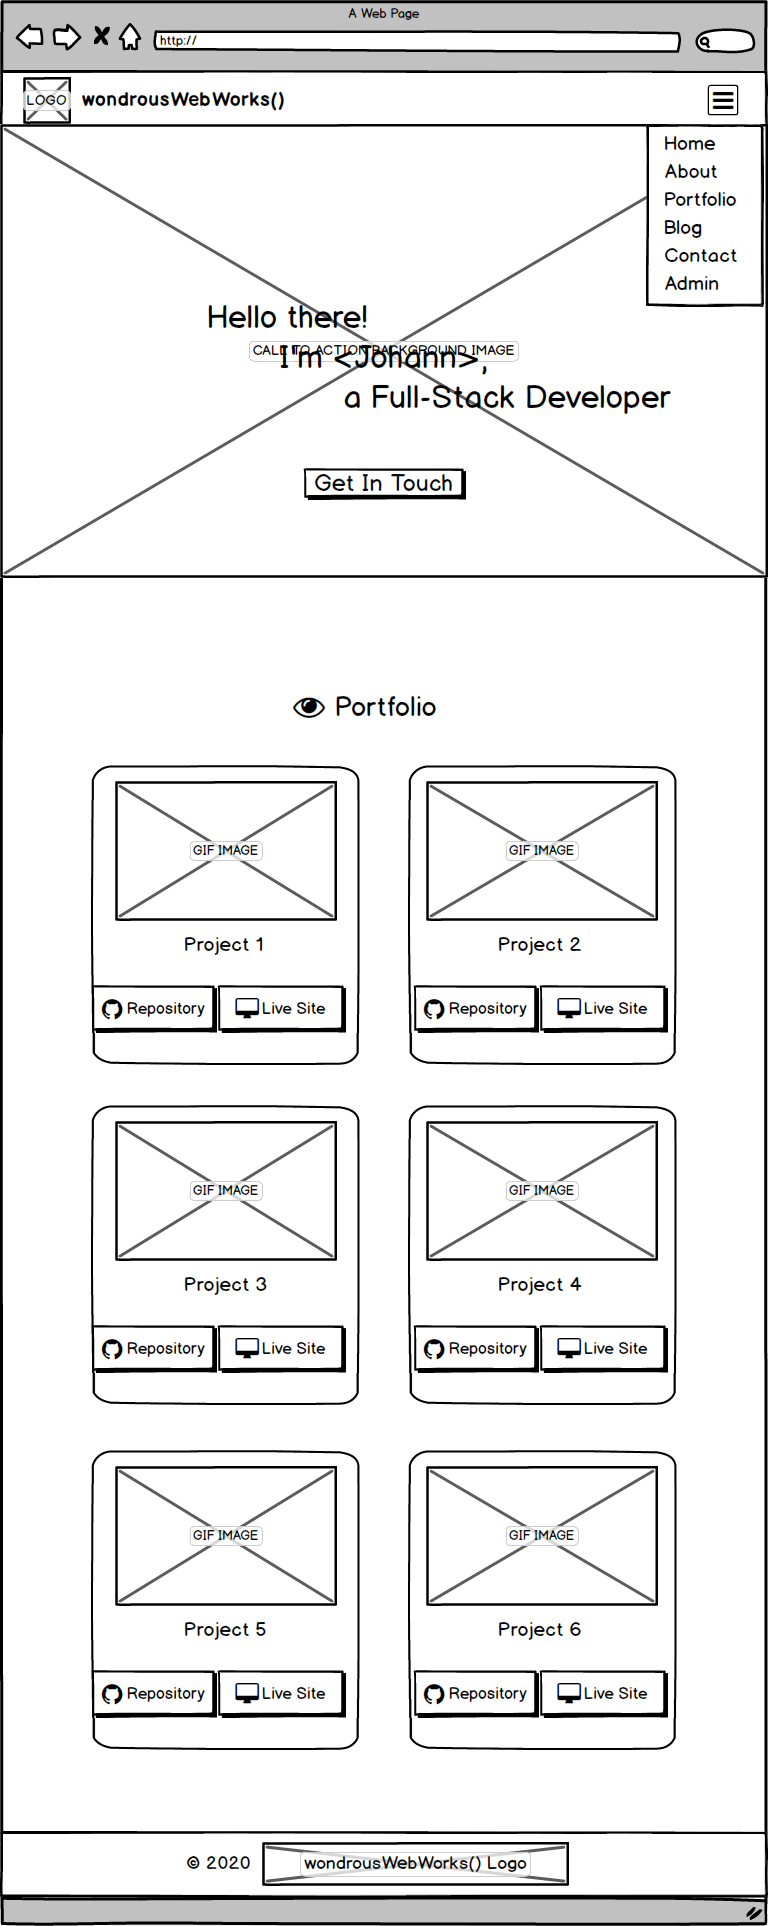 A Web Page
http://
LOGO wondrousWebWorks()
Home
About
Portfolio
Blog
Contact
Admin
Hello there!
CALL TO ACTION BACKGROUND IMAGE
I'm <Johann>,
a Full-Stack Developer
Get In Touch
Portfolio
GIF IMAGE
Project 1
Repository Live Site
GIF IMAGE
Project 2
Repository Live Site
GIF IMAGE
Project 3
Repository Live Site
GIF IMAGE
Project 4
Repository Live Site
GIF IMAGE
Project 5
Repository Live Site
GIF IMAGE
Project 6
Repository Live Site
© 2020 wondrousWebWorks() Logo